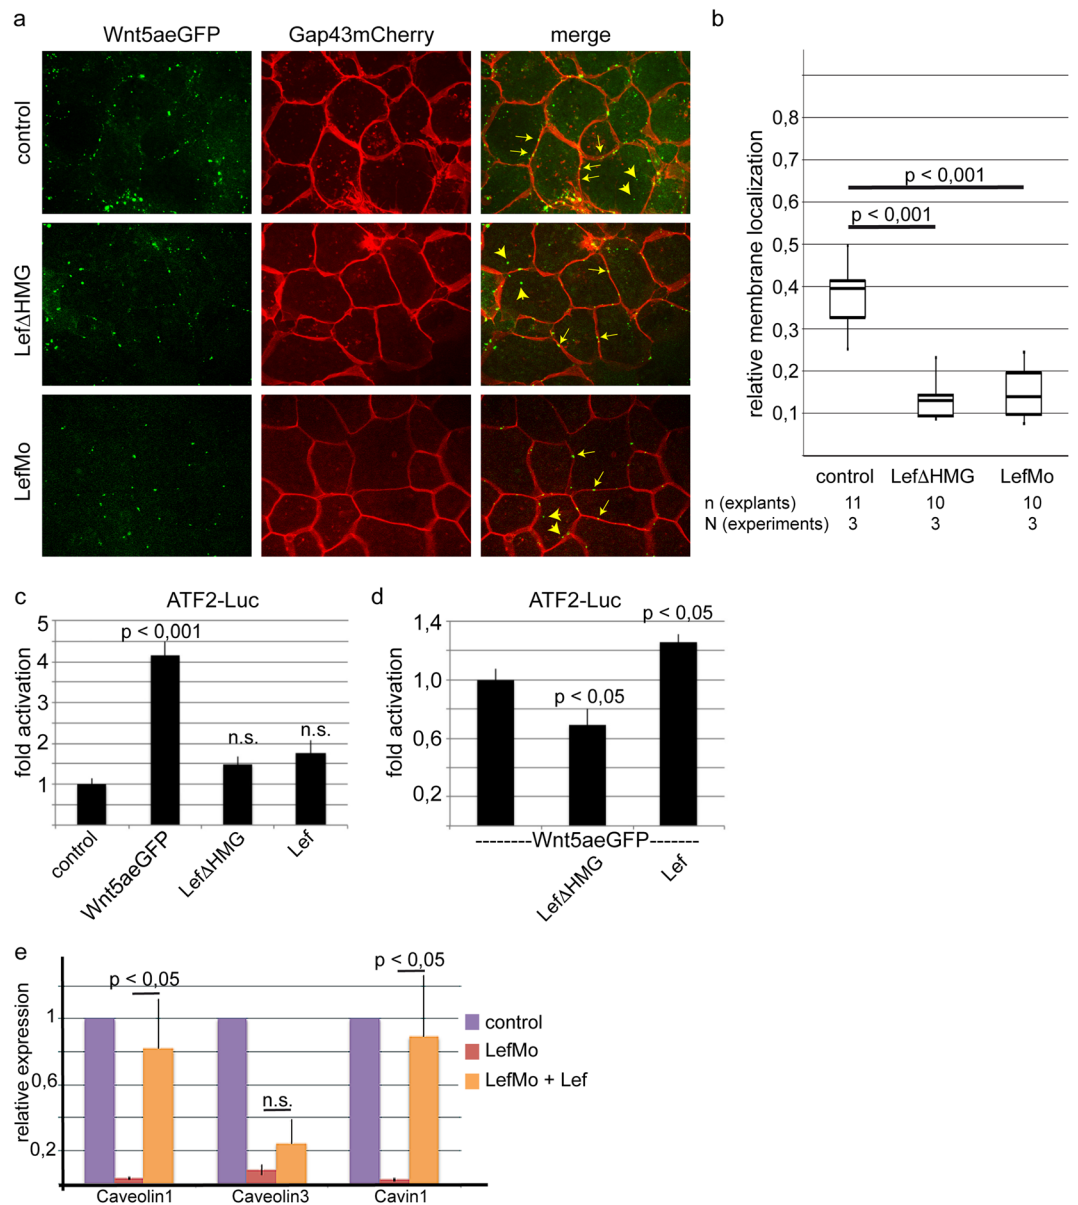 a
Wnt5aeGFP Gap43mCherry merge
control
LefΔHMG
LefMo
b
relative membrane localization
0,8
0,7
0,6
0,5
0,4
0,3
0,2
0,1
p < 0,001
p < 0,001
control LefΔHMG LefMo
n (explants) 11 10 10
N (experiments) 3 3 3
c
ATF2-Luc
fold activation
5
4
3
2
1
p < 0,001
n.s.
n.s.
control
Wnt5aeGFP
LefΔHMG
Lef
d
ATF2-Luc
fold activation
1,4
1,0
0,6
0,2
p < 0,05
p < 0,05
--------Wnt5aeGFP-------
LefΔHMG
Lef
e
relative expression
1
0,6
0,2
p < 0,05
n.s.
p < 0,05
Caveolin1 Caveolin3 Cavin1
control
LefMo
LefMo + Lef